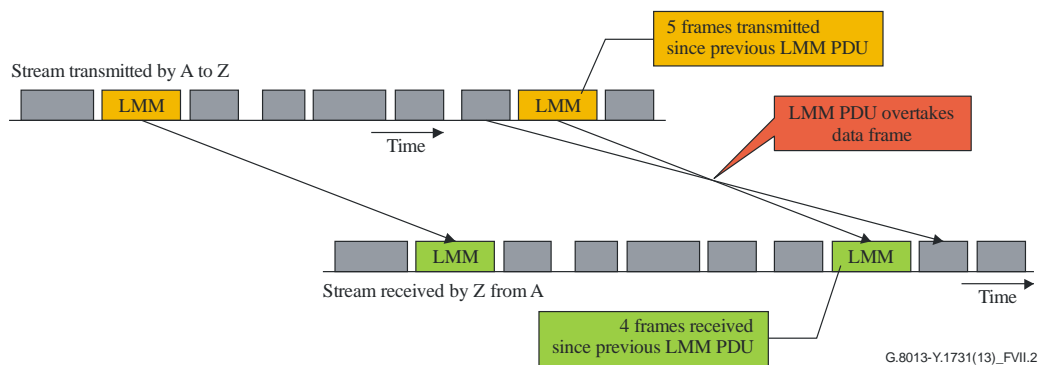 5 frames transmitted
since previous LMM PDU
Stream transmitted by A to Z
LMM
LMM
LMM PDU overtakes
data frame
Time
LMM
LMM
Stream received by Z from A
Time
4 frames received
since previous LMM PDU
G.8013-Y.1731(13)_FVII.2